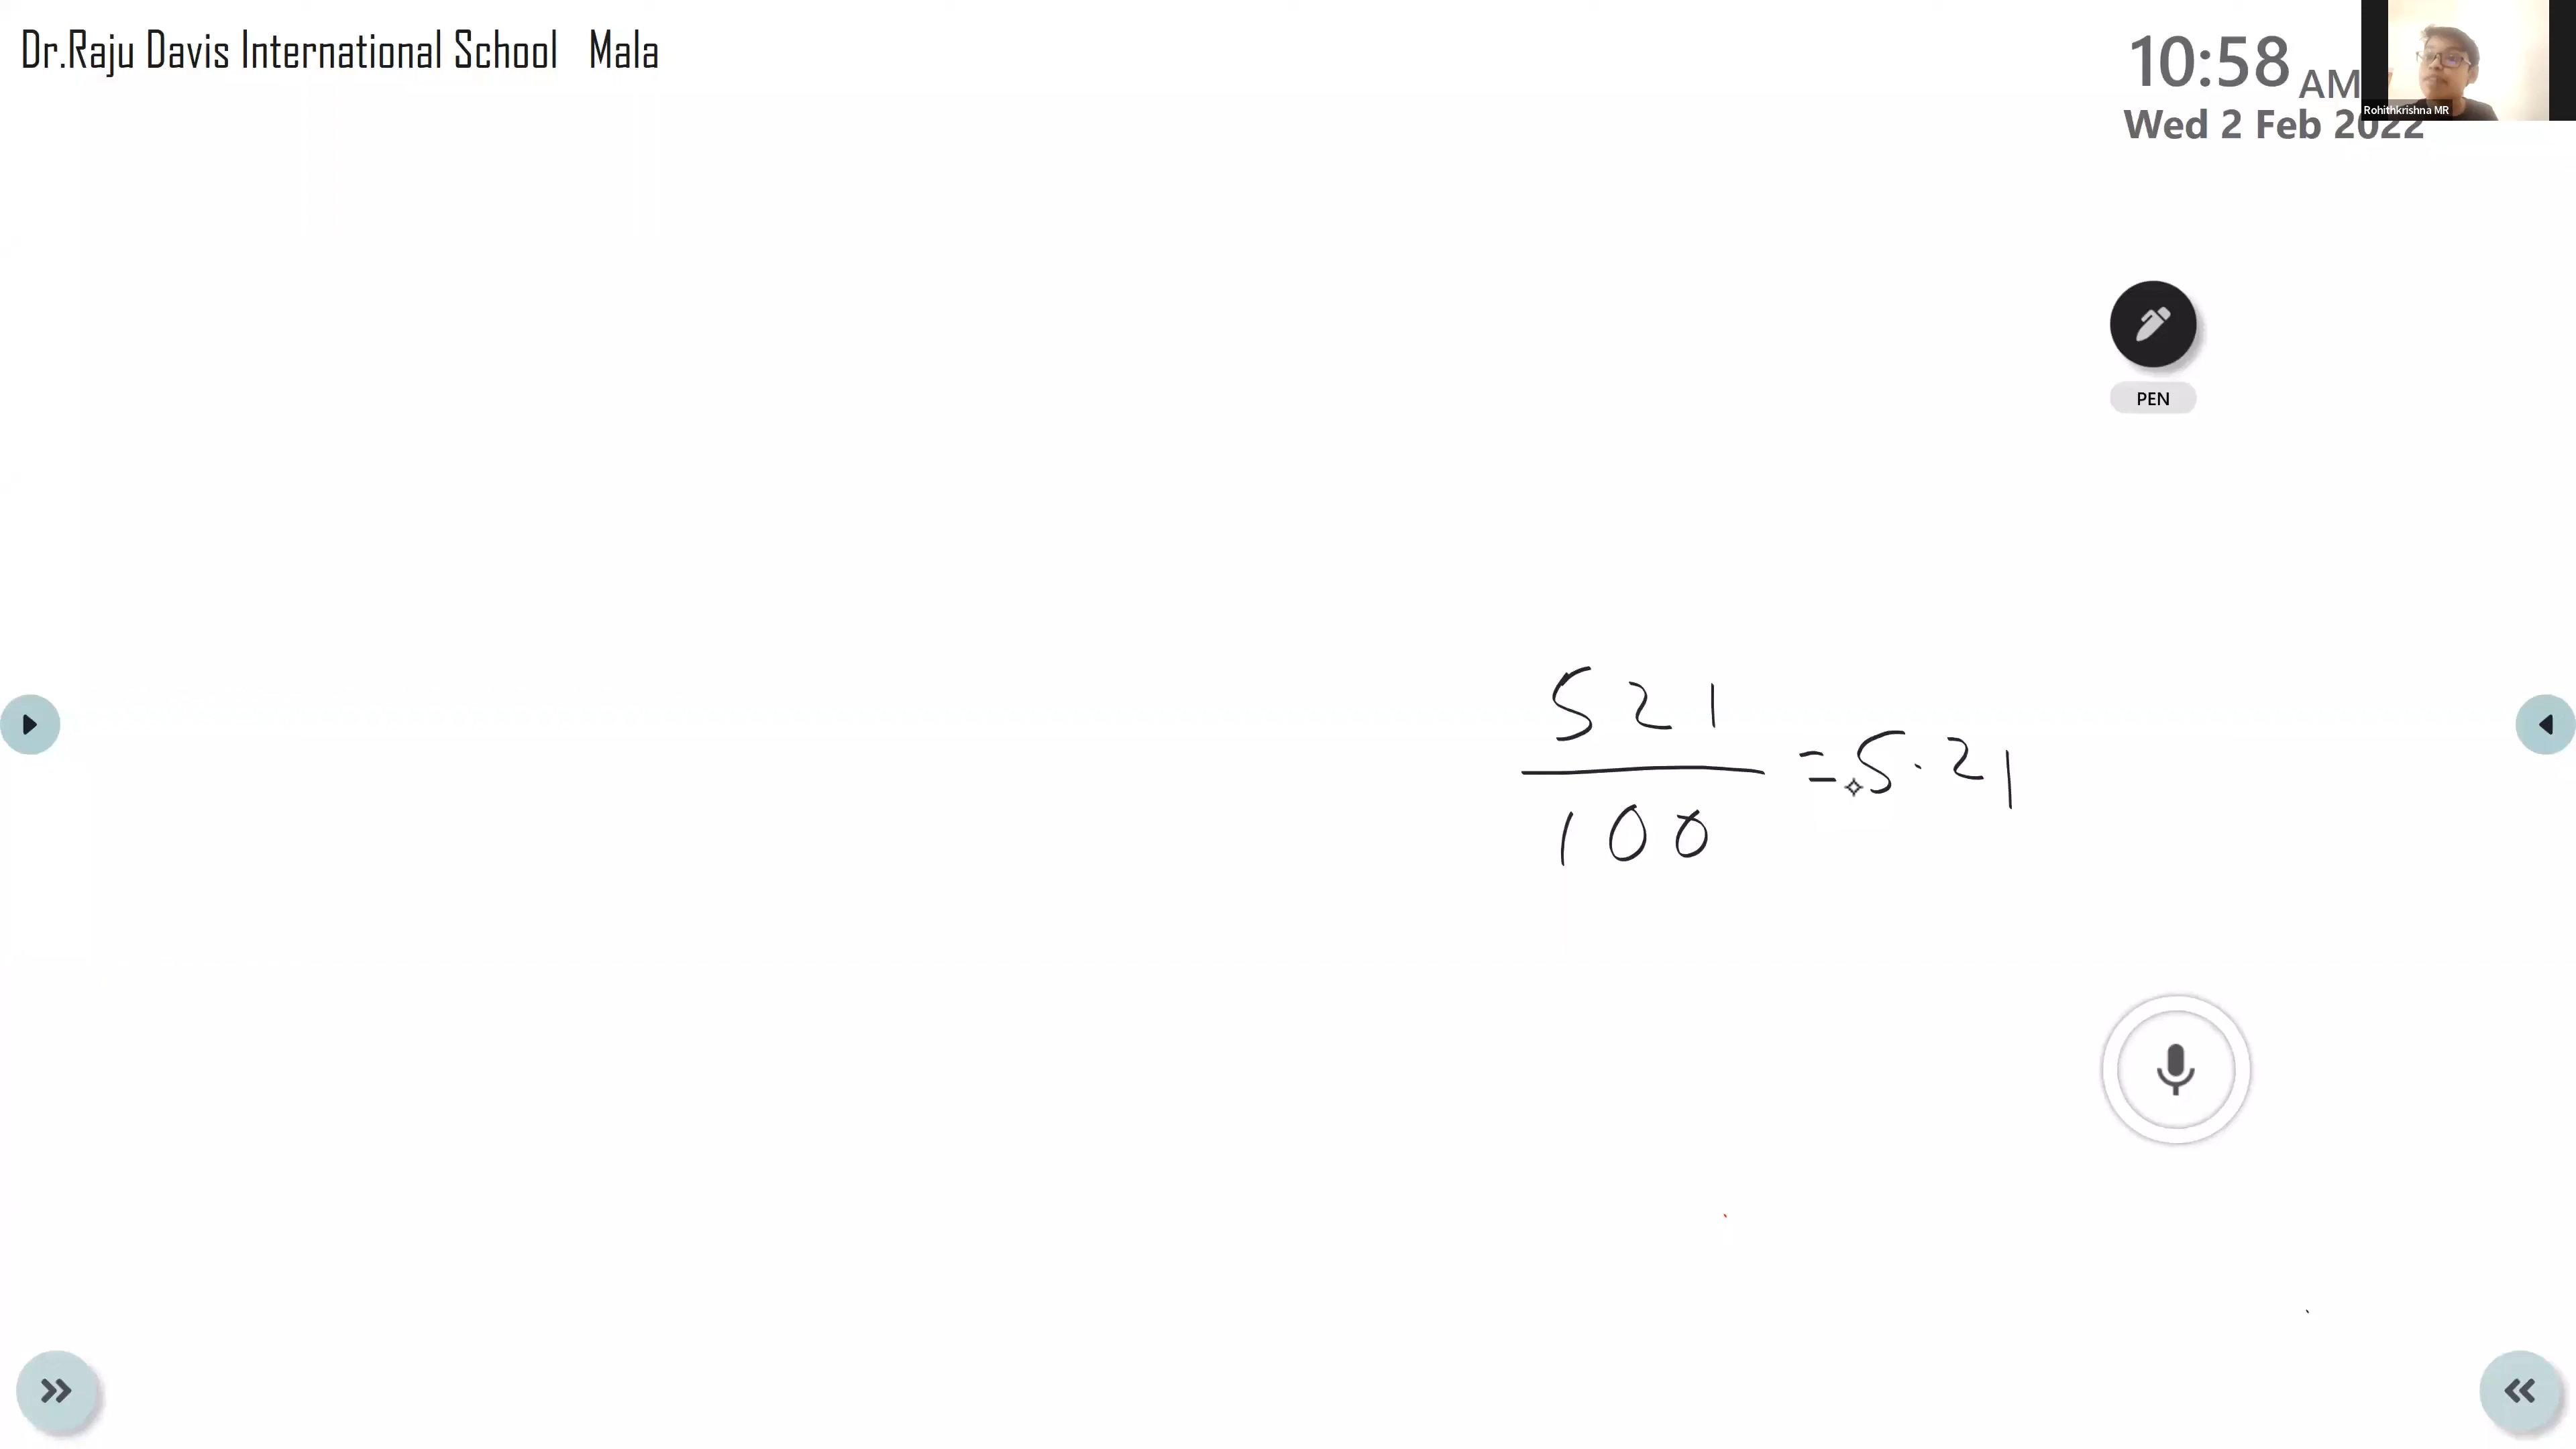 Dr.Raju Davis International School Mala
10:58 AM
Rohithkrishna MR
Wed 2 Feb 2022
PEN
521
100
=5.21